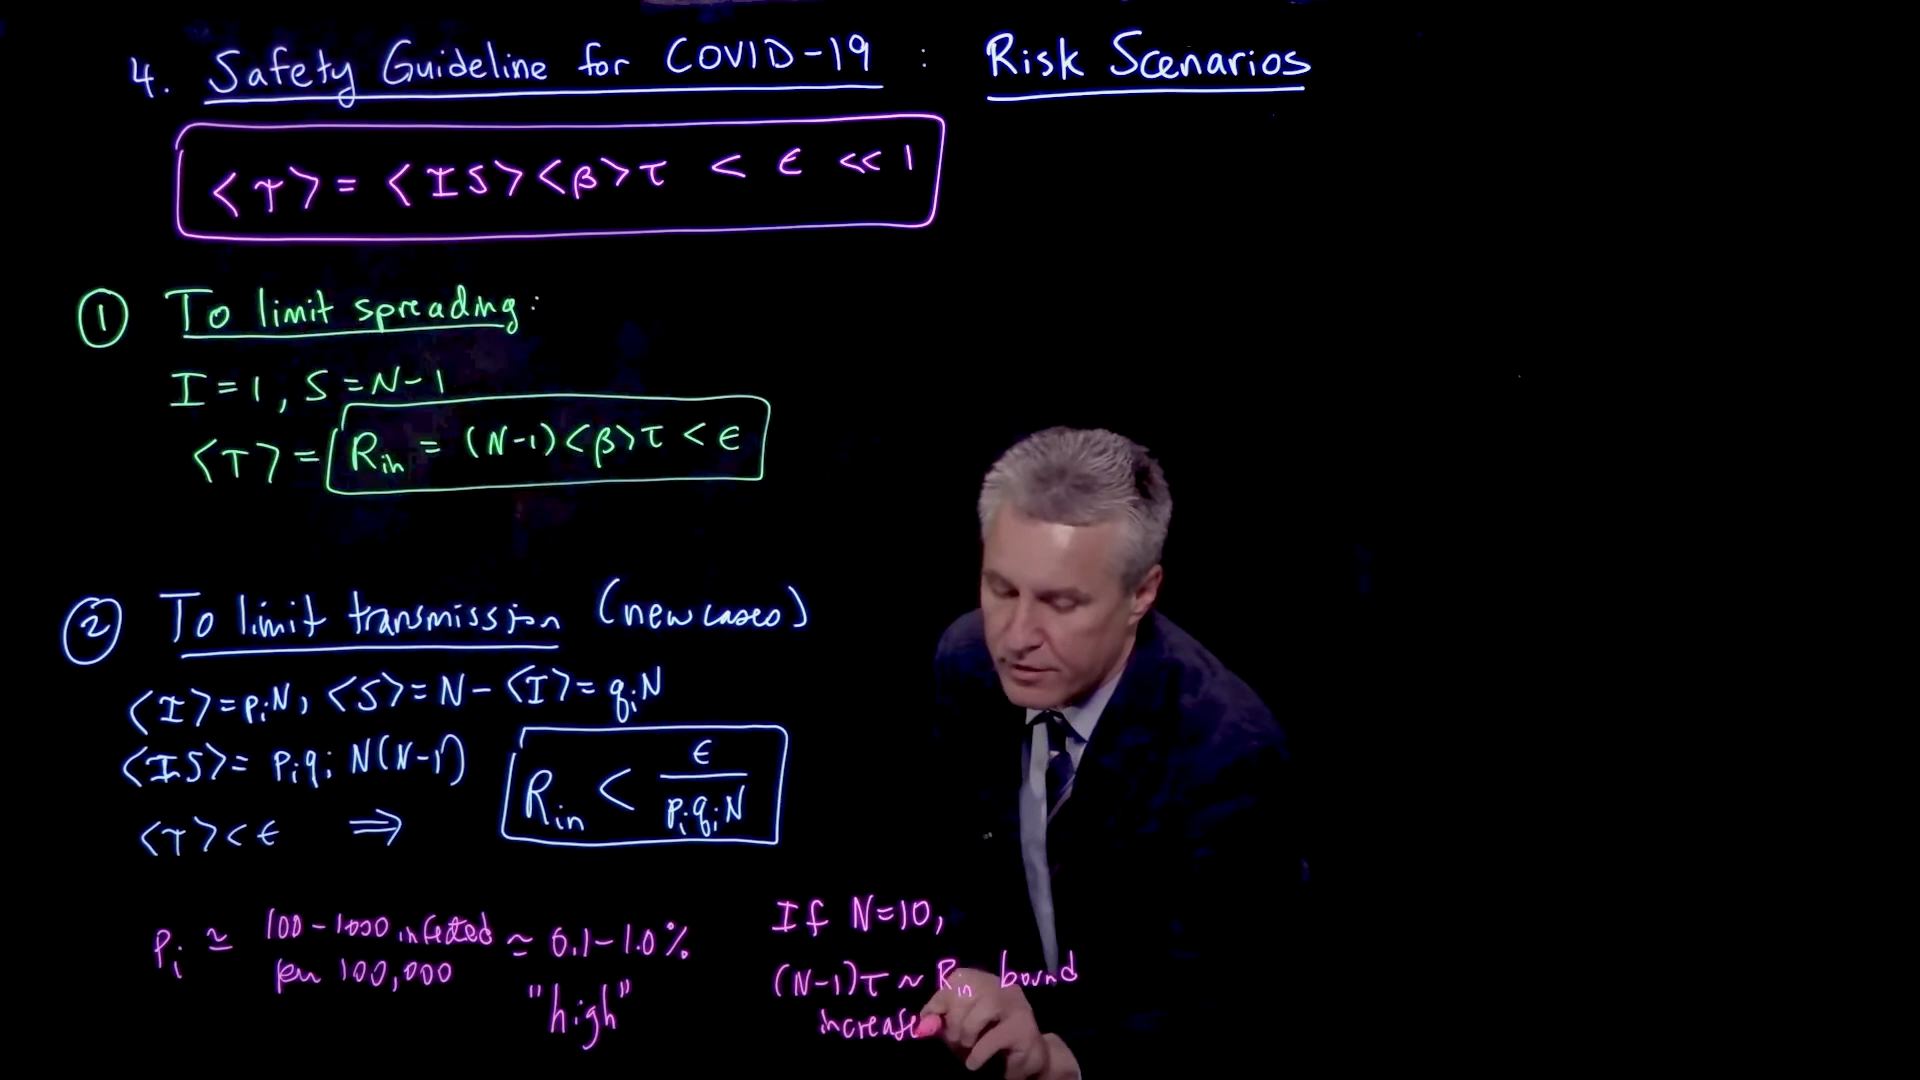 4. Safety Guideline for COVID-19 : Risk Scenarios
<T> = <IS><β>τ < ϵ << 1
① To limit spreading:
I = 1, S = N-1
<T> = R_in = (N-1)<β>τ < ϵ
② To limit transmission (new cases)
<I> = p_i N, <S> = N - <I> = q_i N
<IS> = p_i q_i N(N-1)
R_in < ϵ / p_i q_i N
<T> < ϵ ⇒
p_i ≃ 100-1000 infected per 100,000 ≃ 0.1-1.0%
"high"
If N=10,
(N-1)τ ~ R_in bound
increase